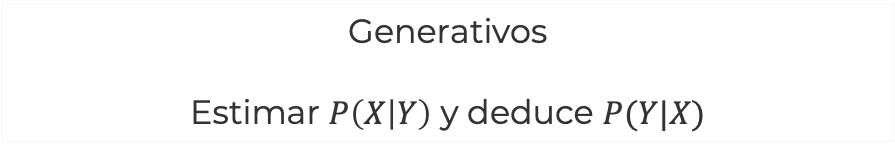 Generativos
Estimar P(X|Y) y deduce P(Y|X)